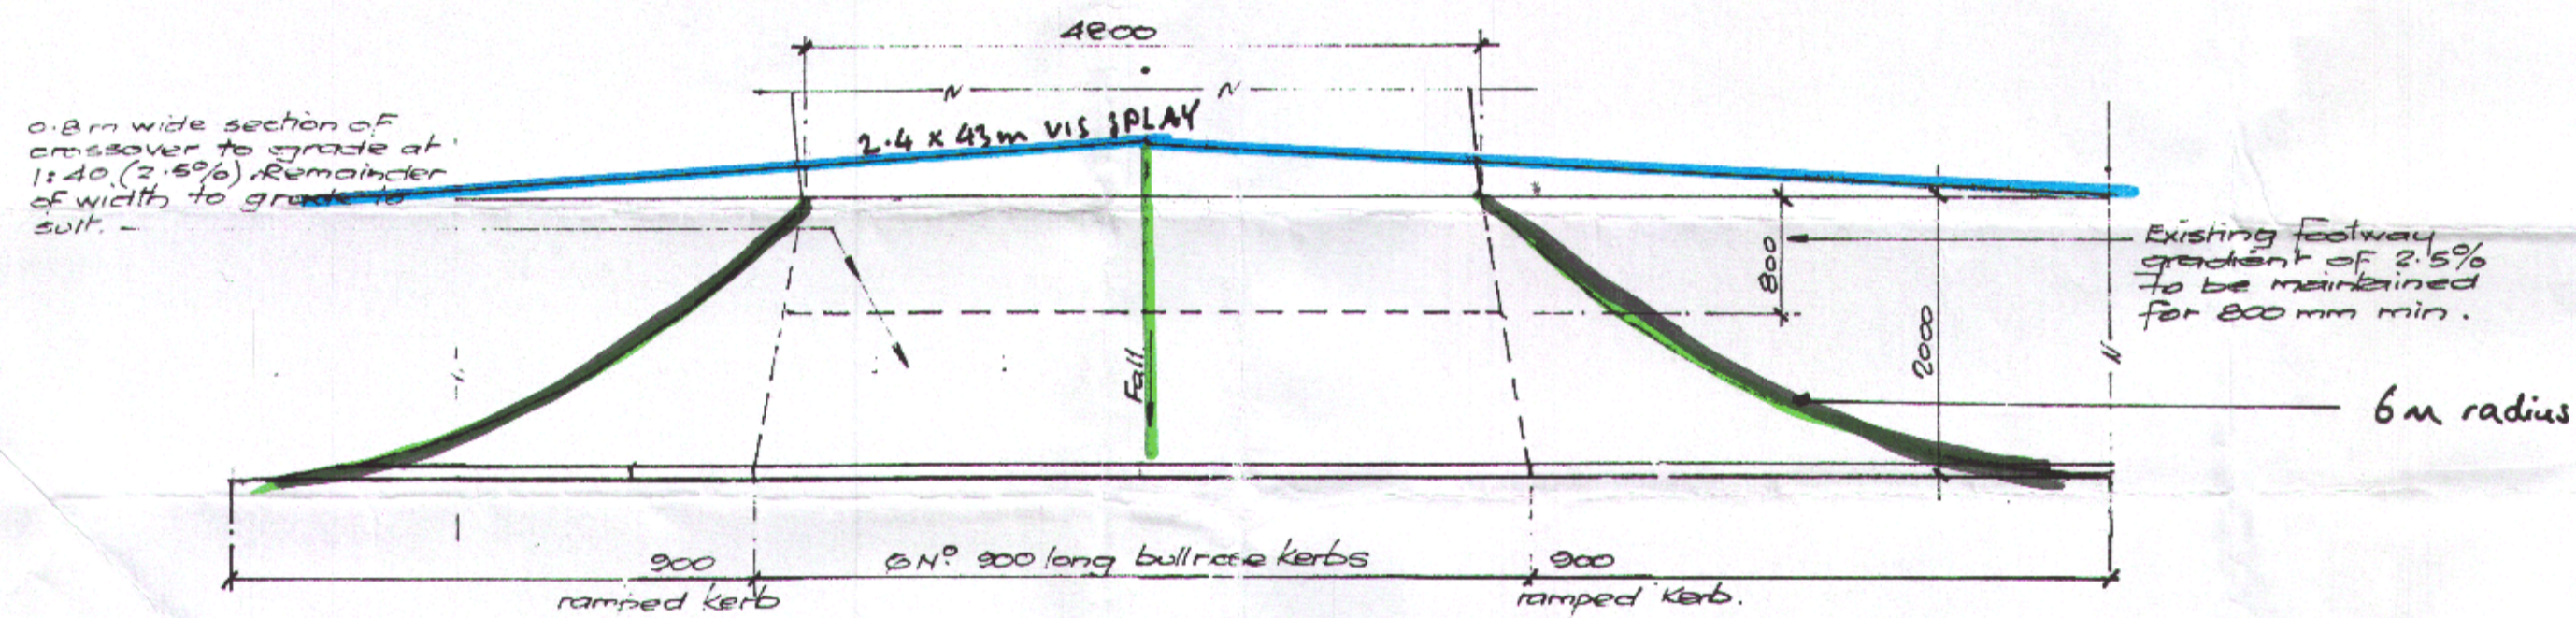 4800
N N
2.4 x 43m VIS SPLAY
0.8m wide section of
crossover to grade at
1:40 (2.5%) Remainder
of width to grade to
suit.
Existing footway
gradient of 2.5%
to be maintained
for 800 mm min.
800
2000
Fall
6m radius
900
6 No. 900 long bullnose kerbs
900
ramped kerb
ramped kerb.